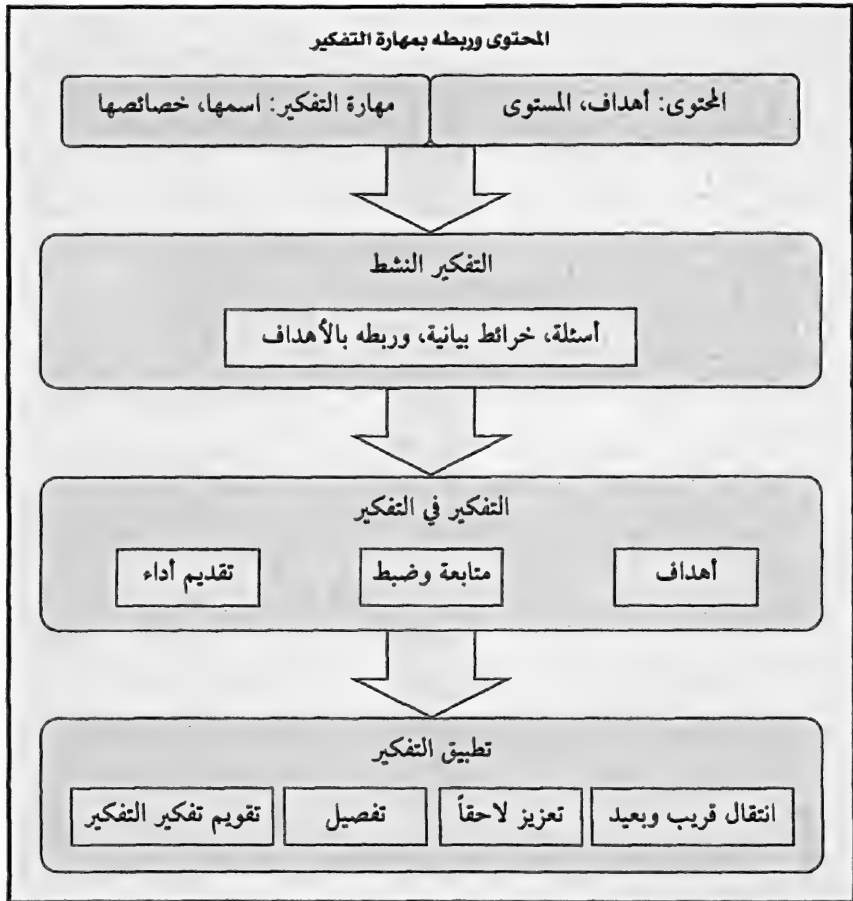 المحتوى وربطه بمهارة التفكير
المحتوى: أهداف، المستوى
مهارة التفكير: اسمها، خصائصها
التفكير النشط
أسئلة، خرائط بيانية، وربطه بالأهداف
التفكير في التفكير
أهداف
متابعة وضبط
تقديم أداء
تطبيق التفكير
انتقال قريب وبعيد
تعزيز لاحقاً
تفصيل
تقويم تفكير التفكير